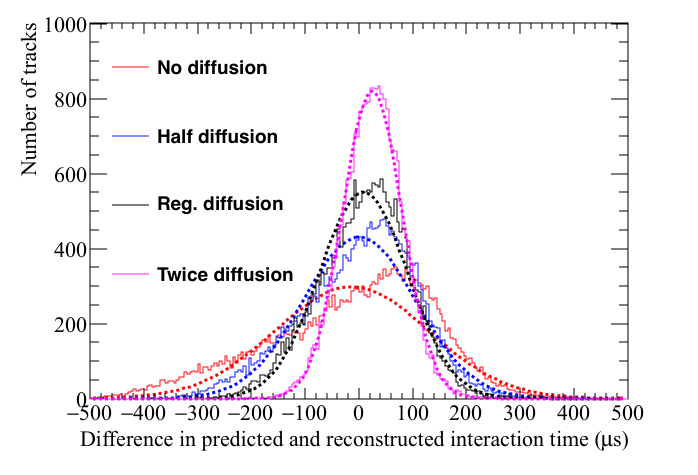 Number of tracks
1000
800
600
400
200
0
No diffusion
Half diffusion
Reg. diffusion
Twice diffusion
−500 −400 −300 −200 −100 0 100 200 300 400 500
Difference in predicted and reconstructed interaction time (μs)